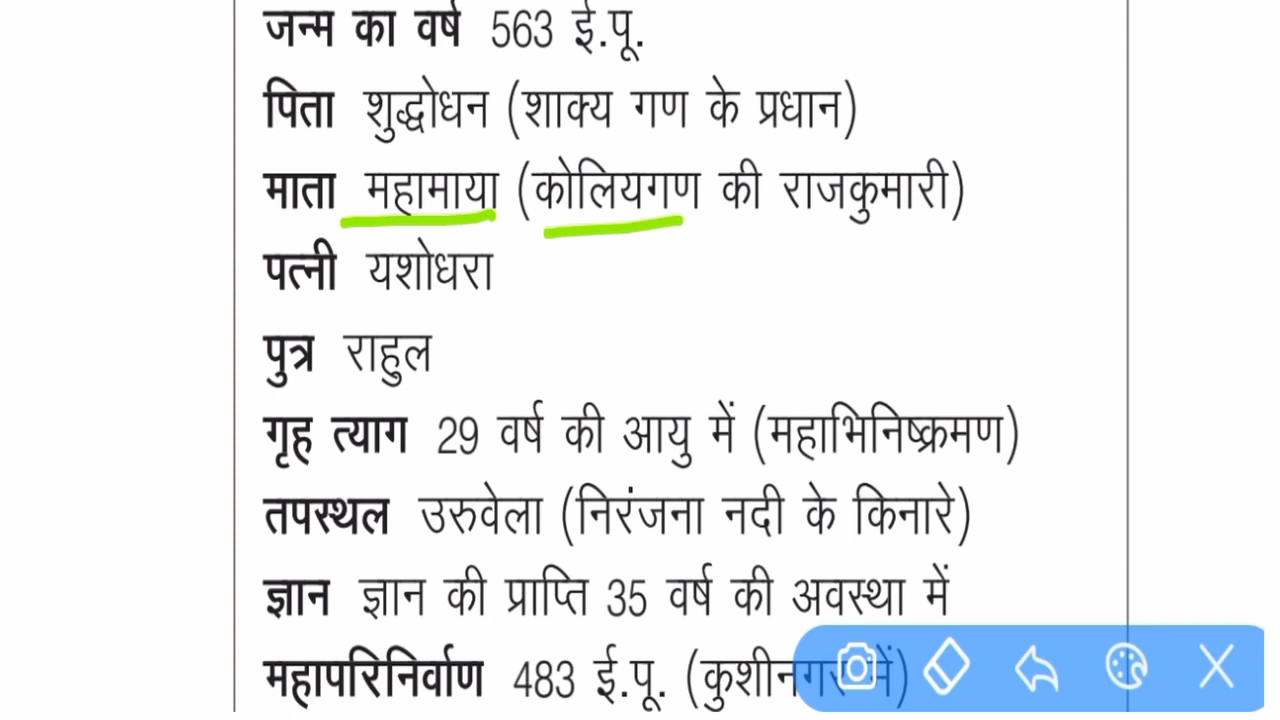 जन्म का वर्ष 563 ई.पू.
पिता शुद्धोधन (शाक्य गण के प्रधान)
माता महामाया (कोलियगण की राजकुमारी)
पत्नी यशोधरा
पुत्र राहुल
गृह त्याग 29 वर्ष की आयु में (महाभिनिष्क्रमण)
तपस्थल उरुवेला (निरंजना नदी के किनारे)
ज्ञान ज्ञान की प्राप्ति 35 वर्ष की अवस्था में
महापरिनिर्वाण 483 ई.पू. (कुशीनगर में)